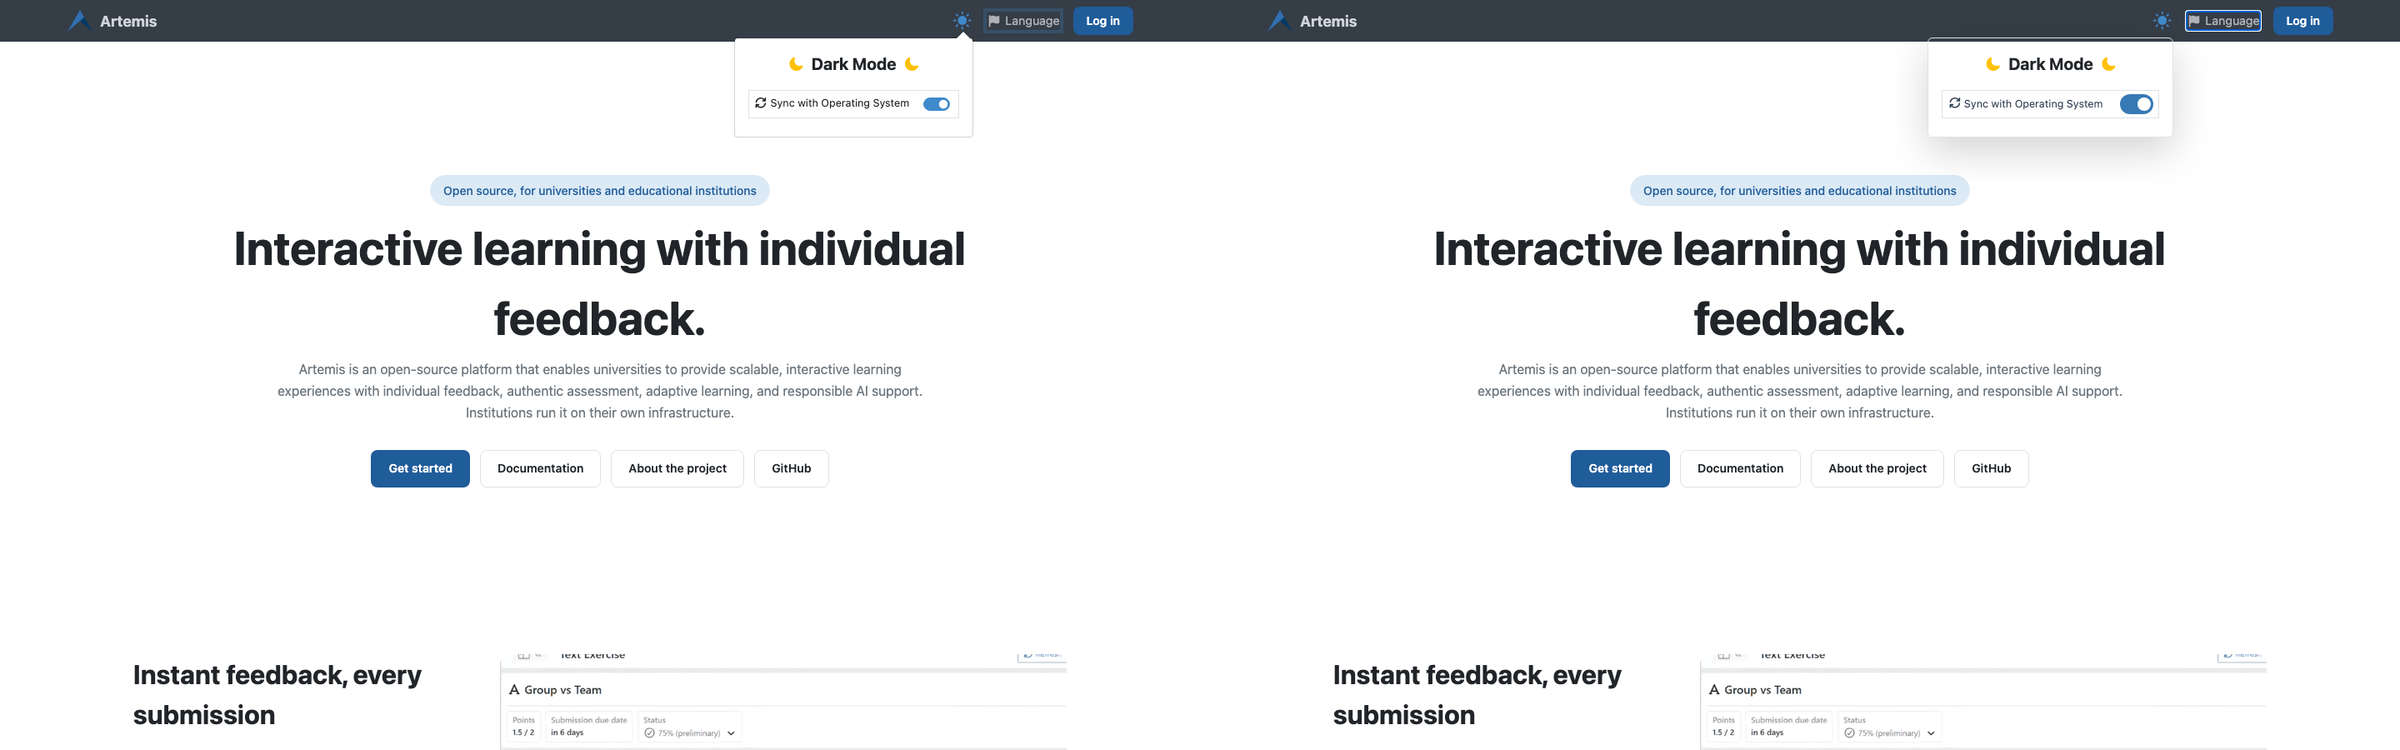 Artemis
Language
Log in
Dark Mode
Sync with Operating System
Open source, for universities and educational institutions
Interactive learning with individual
feedback.
Artemis is an open-source platform that enables universities to provide scalable, interactive learning
experiences with individual feedback, authentic assessment, adaptive learning, and responsible AI support.
Institutions run it on their own infrastructure.
Get started
Documentation
About the project
GitHub
Instant feedback, every
submission
Text Exercise
Group vs Team
Points
1.5 / 2
Submission due date
in 6 days
Status
75% (preliminary)
Artemis
Language
Log in
Dark Mode
Sync with Operating System
Open source, for universities and educational institutions
Interactive learning with individual
feedback.
Artemis is an open-source platform that enables universities to provide scalable, interactive learning
experiences with individual feedback, authentic assessment, adaptive learning, and responsible AI support.
Institutions run it on their own infrastructure.
Get started
Documentation
About the project
GitHub
Instant feedback, every
submission
Text Exercise
Group vs Team
Points
1.5 / 2
Submission due date
in 6 days
Status
75% (preliminary)